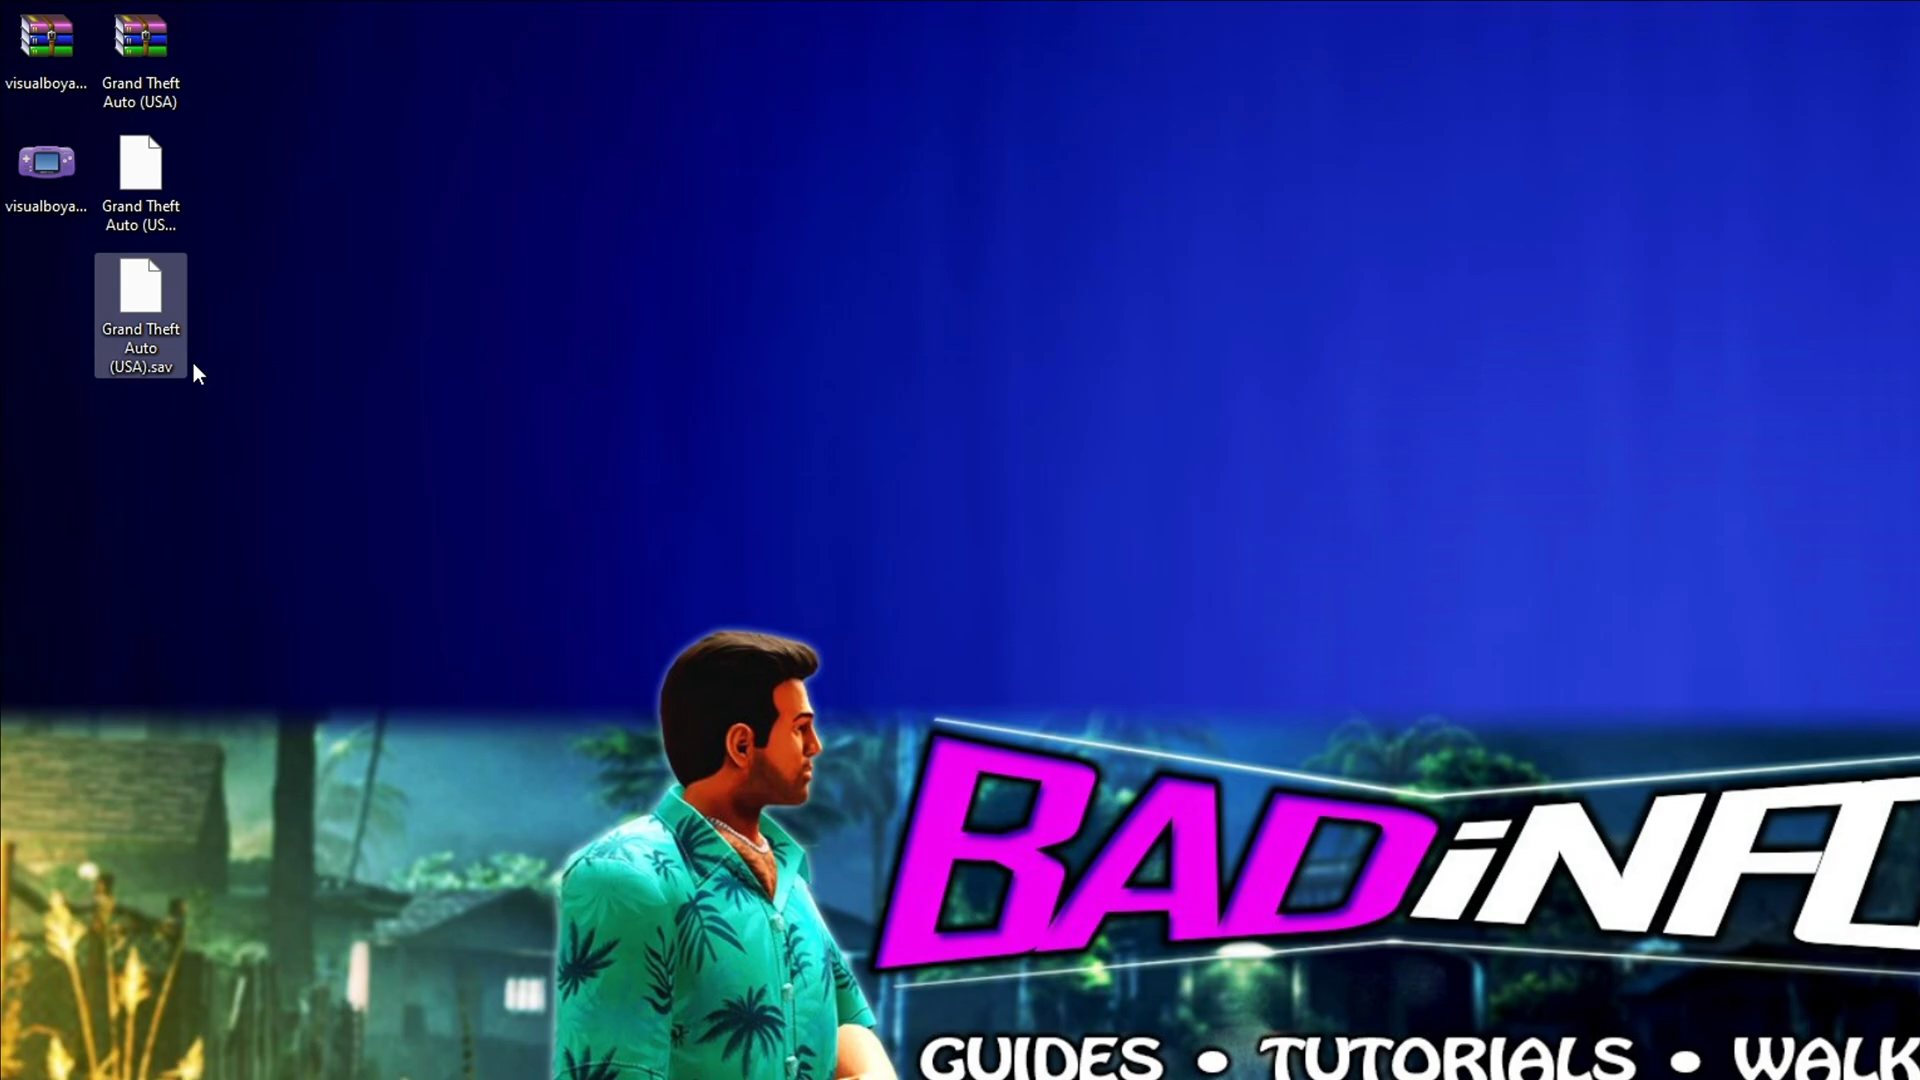 visualboya...
Grand Theft
Auto (USA)
visualboya...
Grand Theft
Auto (US...
Grand Theft
Auto
(USA).sav
BADiNFO
GUIDES • TUTORIALS • WALK